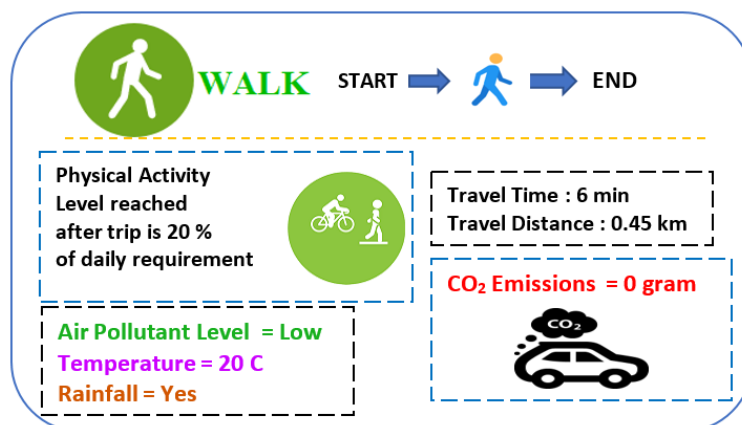 WALK START END
Physical Activity
Level reached
after trip is 20 %
of daily requirement
Travel Time : 6 min
Travel Distance : 0.45 km
CO₂ Emissions = 0 gram
CO₂
Air Pollutant Level = Low
Temperature = 20 C
Rainfall = Yes